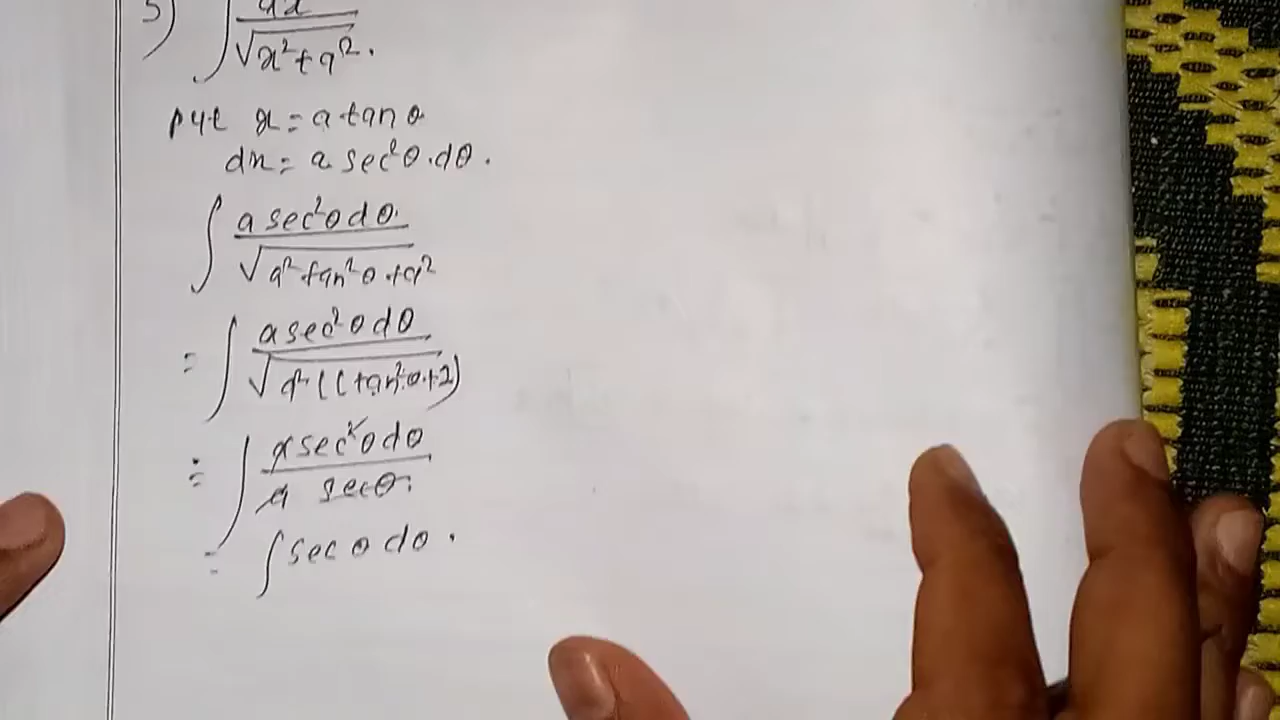 5) ∫ dx
√x²+a².
put x = a tan θ
dx = a sec²θ.dθ.
∫ a sec²θ dθ.
√a² tan²θ + a²
= ∫ a sec²θ dθ
√a²((tan²θ+1)
= ∫ a sec²θ dθ
a secθ.
= ∫ sec θ dθ.